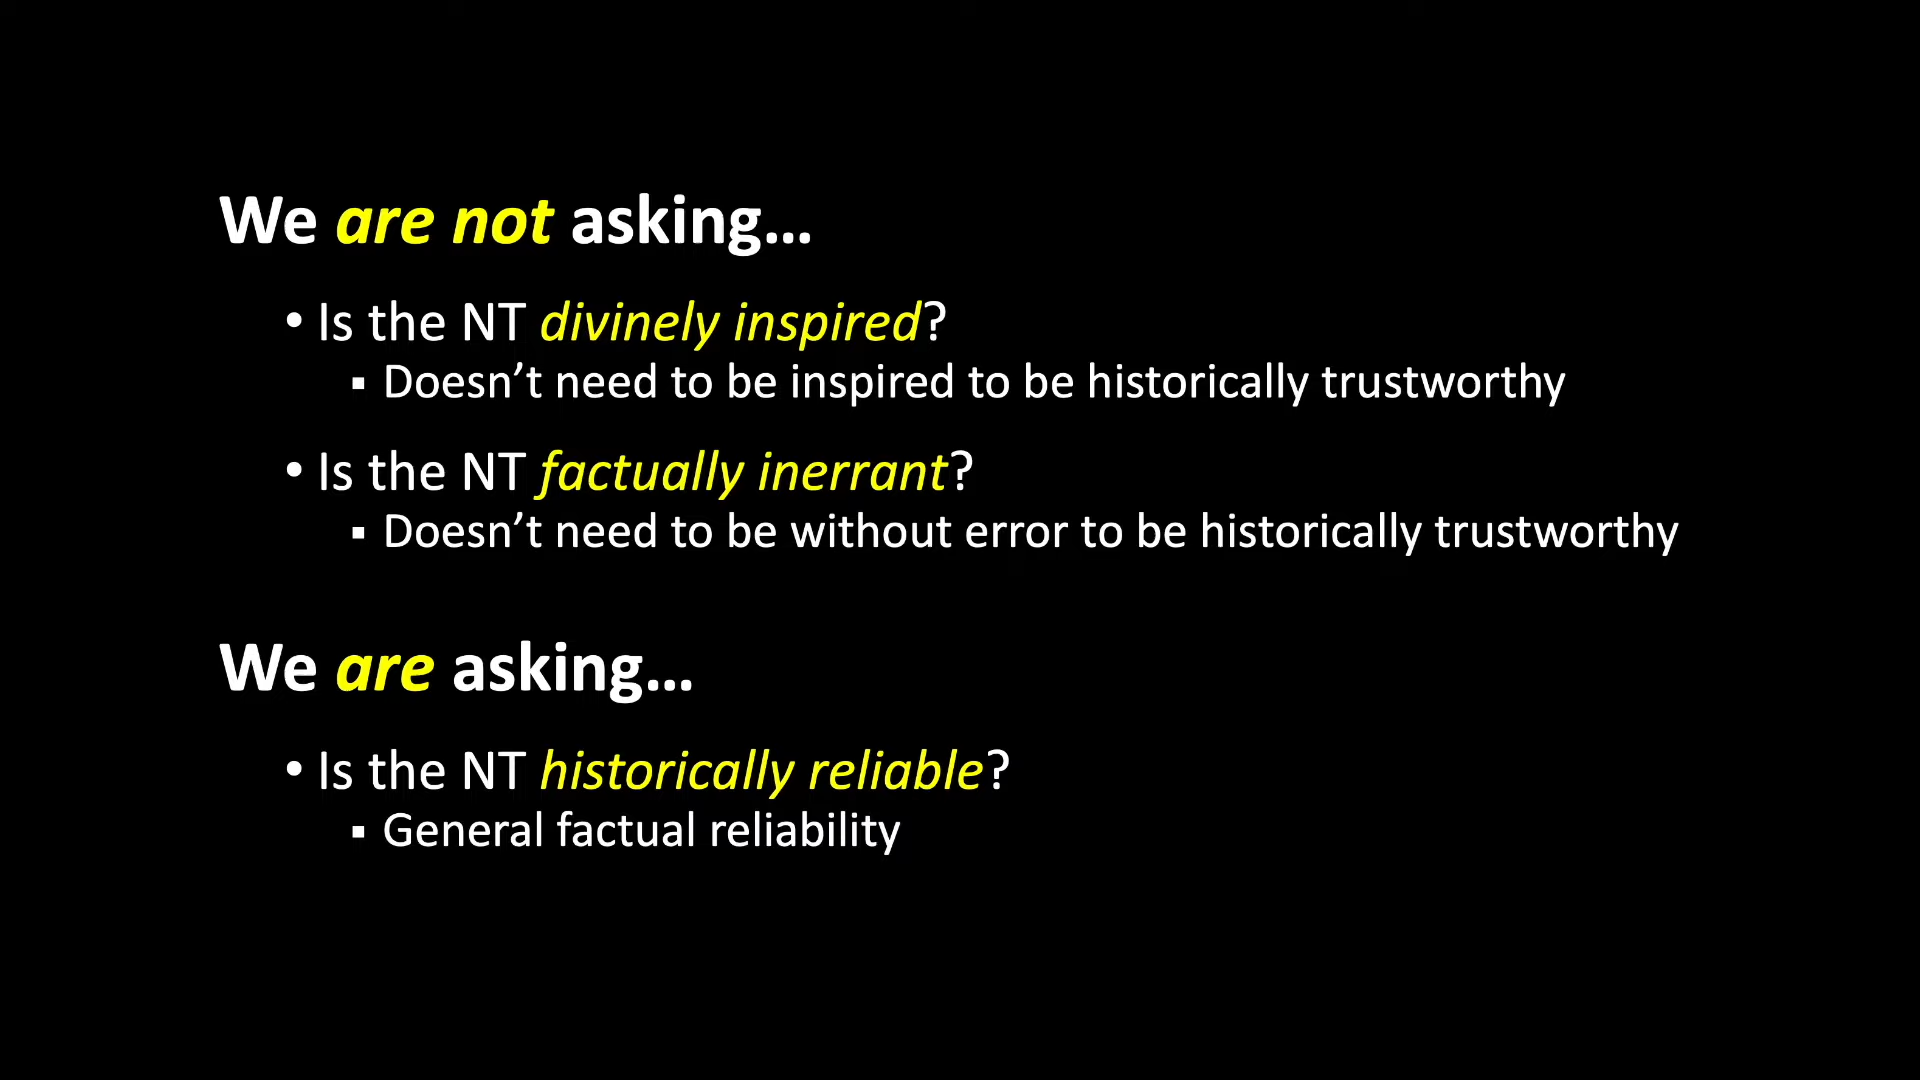 We are not asking…
• Is the NT divinely inspired?
▪ Doesn’t need to be inspired to be historically trustworthy
• Is the NT factually inerrant?
▪ Doesn’t need to be without error to be historically trustworthy
We are asking…
• Is the NT historically reliable?
▪ General factual reliability